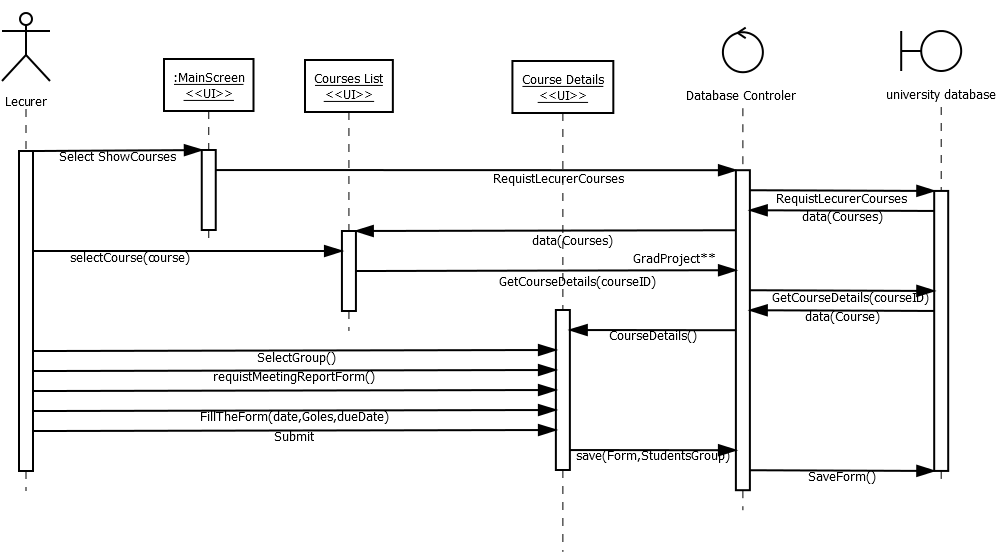 Lecurer
:MainScreen
<<UI>>
Courses List
<<UI>>
Course Details
<<UI>>
Database Controler
university database
Select ShowCourses
RequistLecurerCourses
RequistLecurerCourses
data(Courses)
data(Courses)
selectCourse(course)
GradProject**
GetCourseDetails(courseID)
GetCourseDetails(courseID)
data(Course)
CourseDetails()
SelectGroup()
requistMeetingReportForm()
FillTheForm(date,Goles,dueDate)
Submit
save(Form,StudentsGroup)
SaveForm()